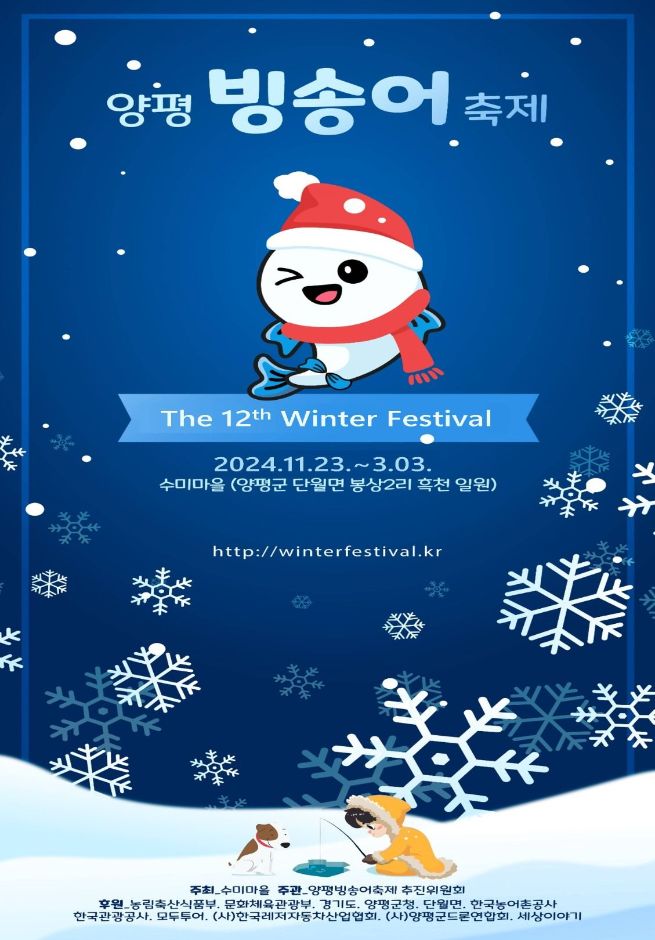 양평 빙송어 축제
The 12th Winter Festival
2024.11.23.~3.03.
수미마을 (양평군 단월면 봉상2리 흑천 일원)
http://winterfestival.kr
주최_수미마을 주관_양평빙송어축제 추진위원회
후원_농림축산식품부. 문화체육관광부. 경기도. 양평군청. 단월면. 한국농어촌공사
한국관광공사. 모두투어. (사)한국레저자동차산업협회. (사)양평군드론연합회. 세상이야기